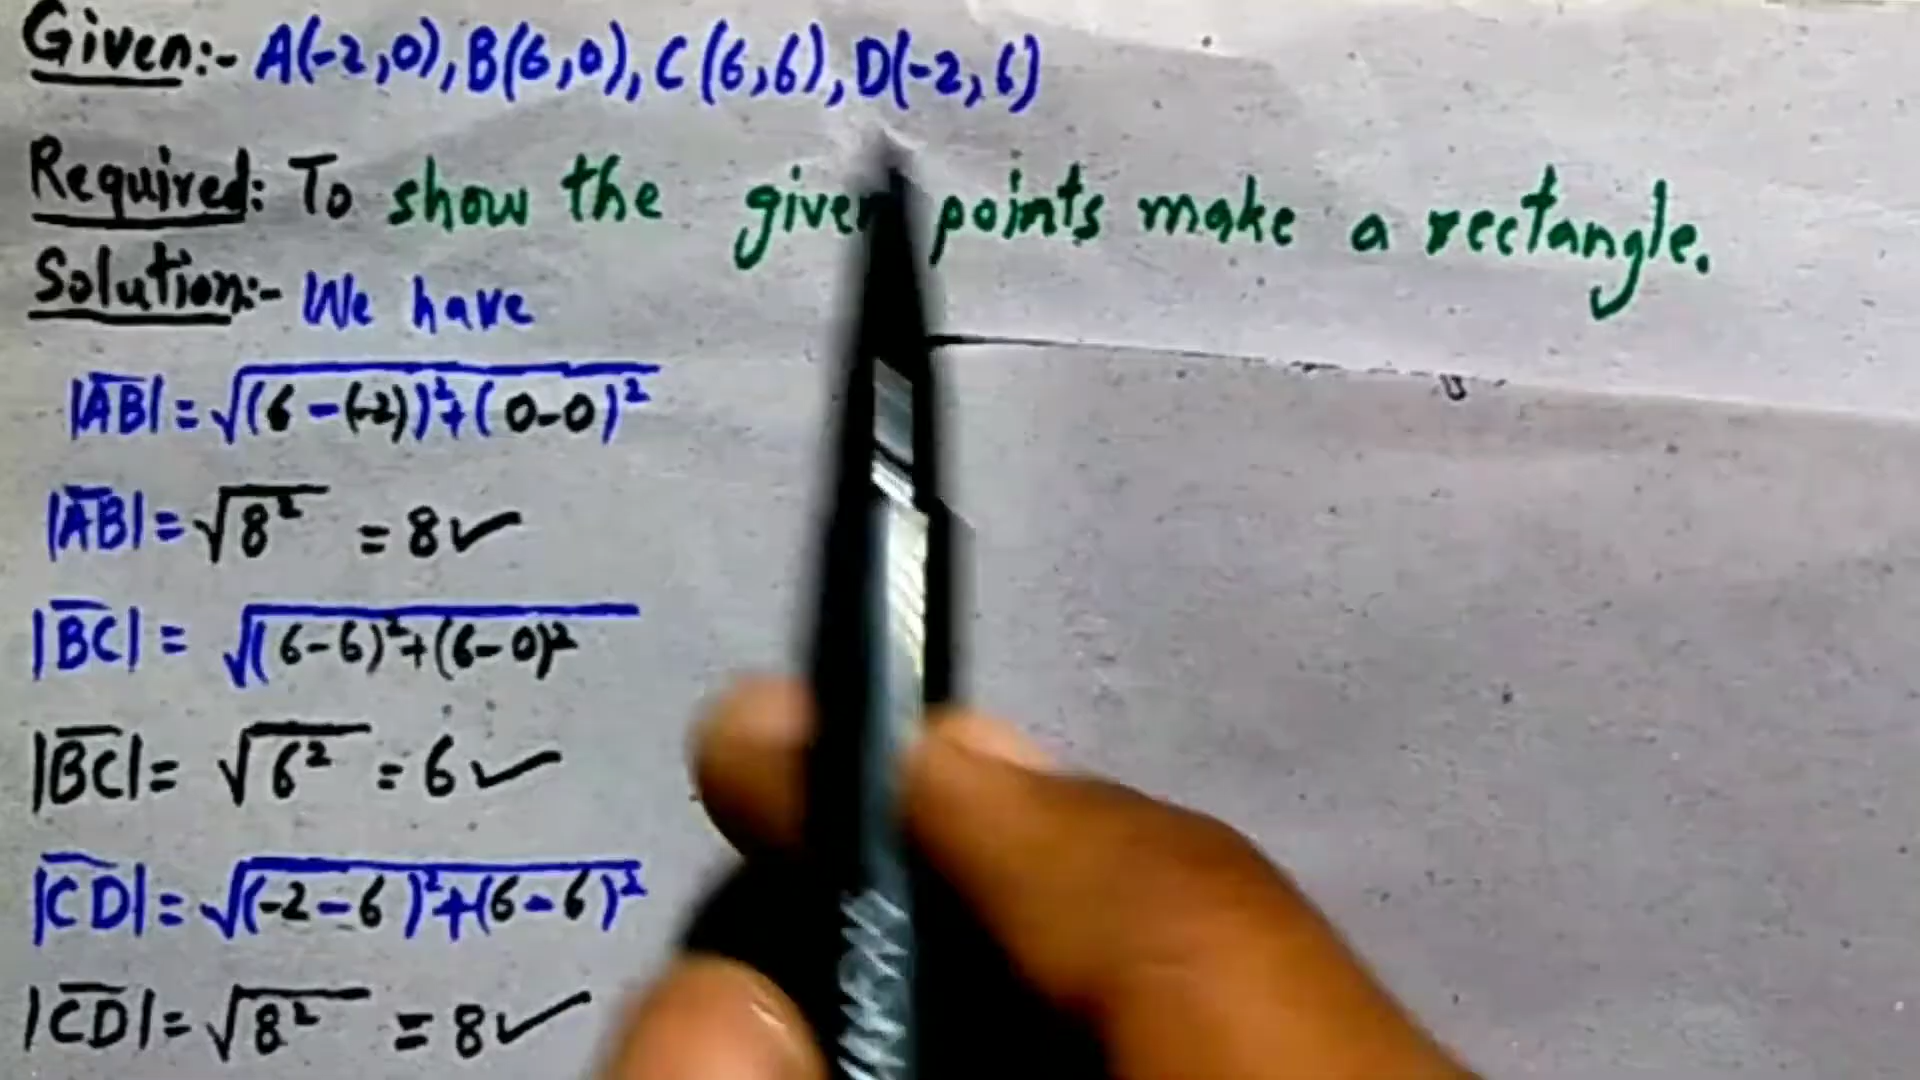 Given:- A(-2,0), B(6,0), C(6,6), D(-2,6)
Required: To show the given points make a rectangle.
Solution:- We have
|AB| = √(6-(-2))²+(0-0)²
|AB| = √8² = 8✓
|BC| = √(6-6)²+(6-0)²
|BC| = √6² = 6✓
|CD| = √(-2-6)²+(6-6)²
|CD| = √8² = 8✓